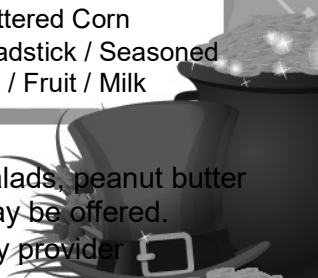 ttered Corn
adstick / Seasoned
/ Fruit / Milk
alads, peanut butter
ay be offered.
y provider